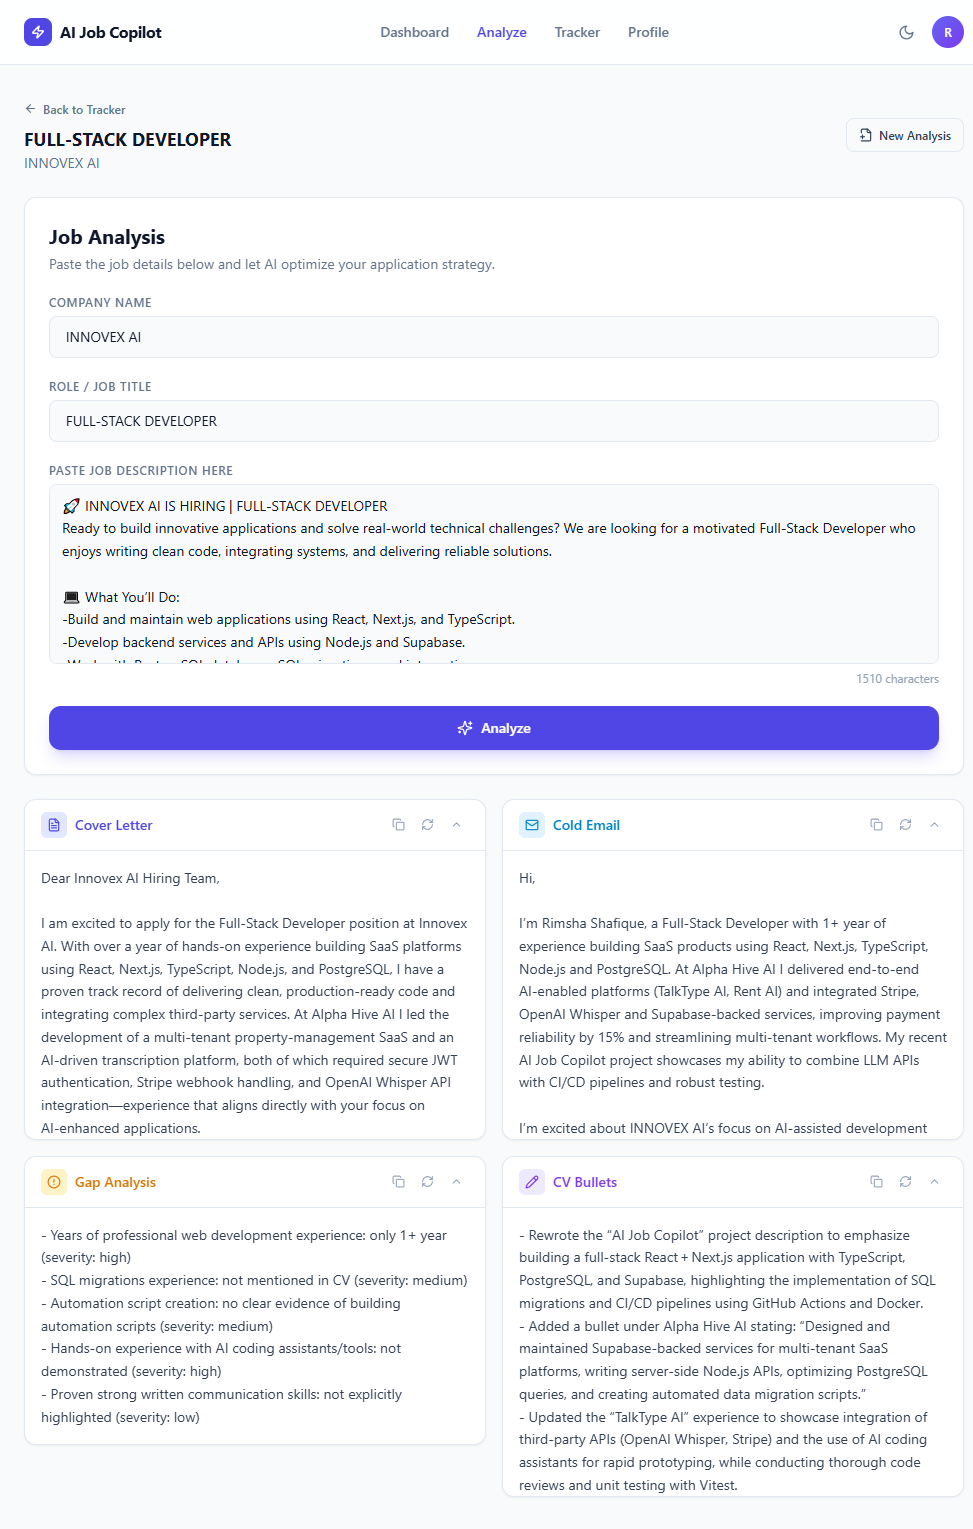 AI Job Copilot
Dashboard
Analyze
Tracker
Profile
R
Back to Tracker
FULL-STACK DEVELOPER
INNOVEX AI
New Analysis
Job Analysis
Paste the job details below and let AI optimize your application strategy.
COMPANY NAME
INNOVEX AI
ROLE / JOB TITLE
FULL-STACK DEVELOPER
PASTE JOB DESCRIPTION HERE
🚀 INNOVEX AI IS HIRING | FULL-STACK DEVELOPER
Ready to build innovative applications and solve real-world technical challenges? We are looking for a motivated Full-Stack Developer who
enjoys writing clean code, integrating systems, and delivering reliable solutions.
💻 What You'll Do:
-Build and maintain web applications using React, Next.js, and TypeScript.
-Develop backend services and APIs using Node.js and Supabase.
1510 characters
Analyze
Cover Letter
Dear Innovex AI Hiring Team,
I am excited to apply for the Full-Stack Developer position at Innovex
AI. With over a year of hands-on experience building SaaS platforms
using React, Next.js, TypeScript, Node.js, and PostgreSQL, I have a
proven track record of delivering clean, production-ready code and
integrating complex third-party services. At Alpha Hive AI I led the
development of a multi-tenant property-management SaaS and an
AI-driven transcription platform, both of which required secure JWT
authentication, Stripe webhook handling, and OpenAI Whisper API
integration—experience that aligns directly with your focus on
AI-enhanced applications.
Cold Email
Hi,
I'm Rimsha Shafique, a Full-Stack Developer with 1+ year of
experience building SaaS products using React, Next.js, TypeScript,
Node.js and PostgreSQL. At Alpha Hive AI I delivered end-to-end
AI-enabled platforms (TalkType AI, Rent AI) and integrated Stripe,
OpenAI Whisper and Supabase-backed services, improving payment
reliability by 15% and streamlining multi-tenant workflows. My recent
AI Job Copilot project showcases my ability to combine LLM APIs
with CI/CD pipelines and robust testing.
I'm excited about INNOVEX AI's focus on AI-assisted development
Gap Analysis
- Years of professional web development experience: only 1+ year
(severity: high)
- SQL migrations experience: not mentioned in CV (severity: medium)
- Automation script creation: no clear evidence of building
automation scripts (severity: medium)
- Hands-on experience with AI coding assistants/tools: not
demonstrated (severity: high)
- Proven strong written communication skills: not explicitly
highlighted (severity: low)
CV Bullets
- Rewrote the "AI Job Copilot" project description to emphasize
building a full-stack React + Next.js application with TypeScript,
PostgreSQL, and Supabase, highlighting the implementation of SQL
migrations and CI/CD pipelines using GitHub Actions and Docker.
- Added a bullet under Alpha Hive AI stating: "Designed and
maintained Supabase-backed services for multi-tenant SaaS
platforms, writing server-side Node.js APIs, optimizing PostgreSQL
queries, and creating automated data migration scripts."
- Updated the "TalkType AI" experience to showcase integration of
third-party APIs (OpenAI Whisper, Stripe) and the use of AI coding
assistants for rapid prototyping, while conducting thorough code
reviews and unit testing with Vitest.